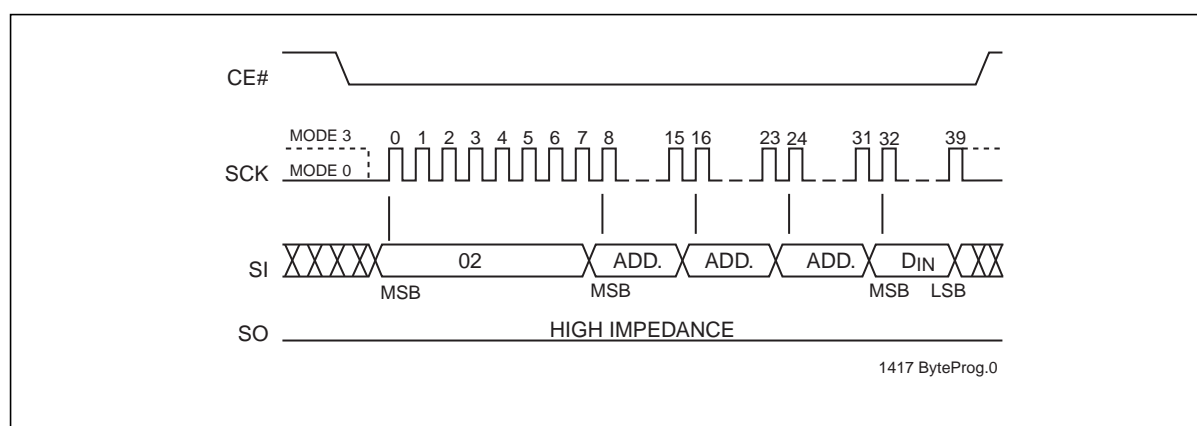 CE#
MODE 3
0 1 2 3 4 5 6 7 8 15 16 23 24 31 32 39
SCK
MODE 0
SI
02 ADD. ADD. ADD. DIN
MSB MSB MSB LSB
SO
HIGH IMPEDANCE
1417 ByteProg.0